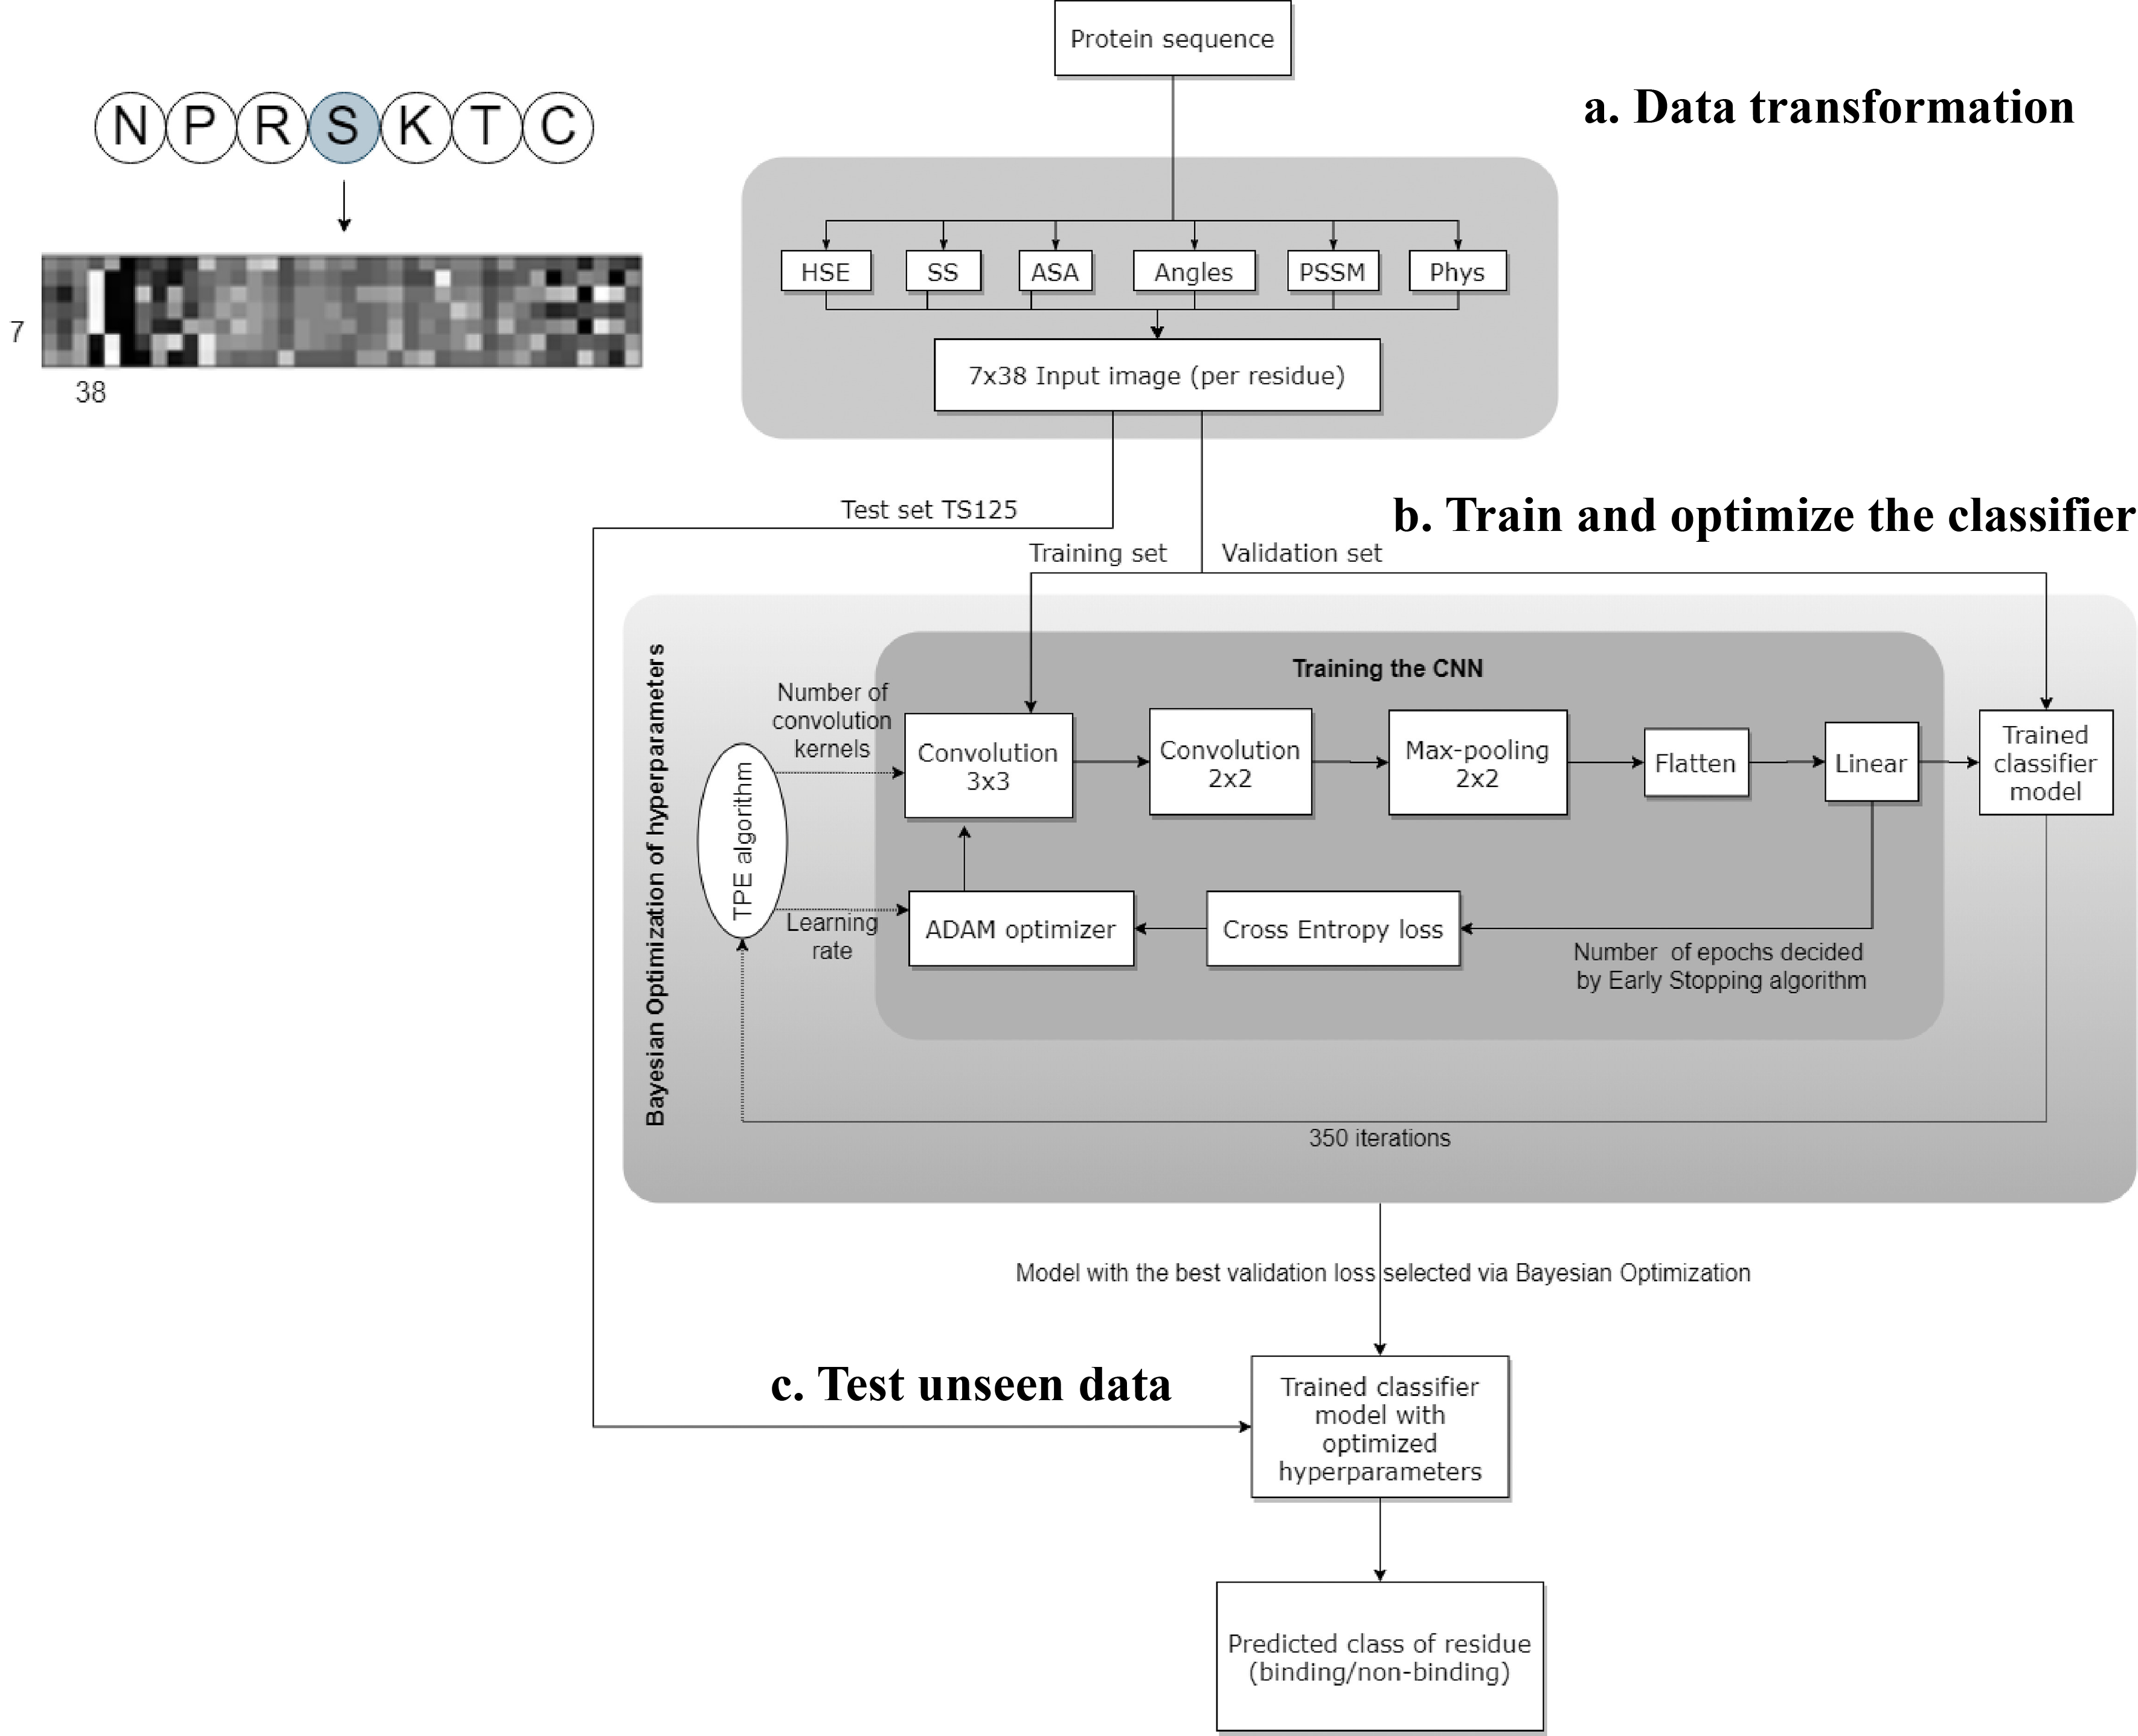 Protein sequence
a. Data transformation
N P R S K T C
HSE
SS
ASA
Angles
PSSM
Phys
7
38
7x38 Input image (per residue)
Test set TS125
b. Train and optimize the classifier
Training set
Validation set
Bayesian Optimization of hyperparameters
Training the CNN
Number of
convolution
kernels
TPE algorithm
Learning
rate
Convolution
3x3
Convolution
2x2
Max-pooling
2x2
Flatten
Linear
Trained
classifier
model
ADAM optimizer
Cross Entropy loss
Number of epochs decided
by Early Stopping algorithm
350 iterations
Model with the best validation loss selected via Bayesian Optimization
c. Test unseen data
Trained classifier
model with
optimized
hyperparameters
Predicted class of residue
(binding/non-binding)